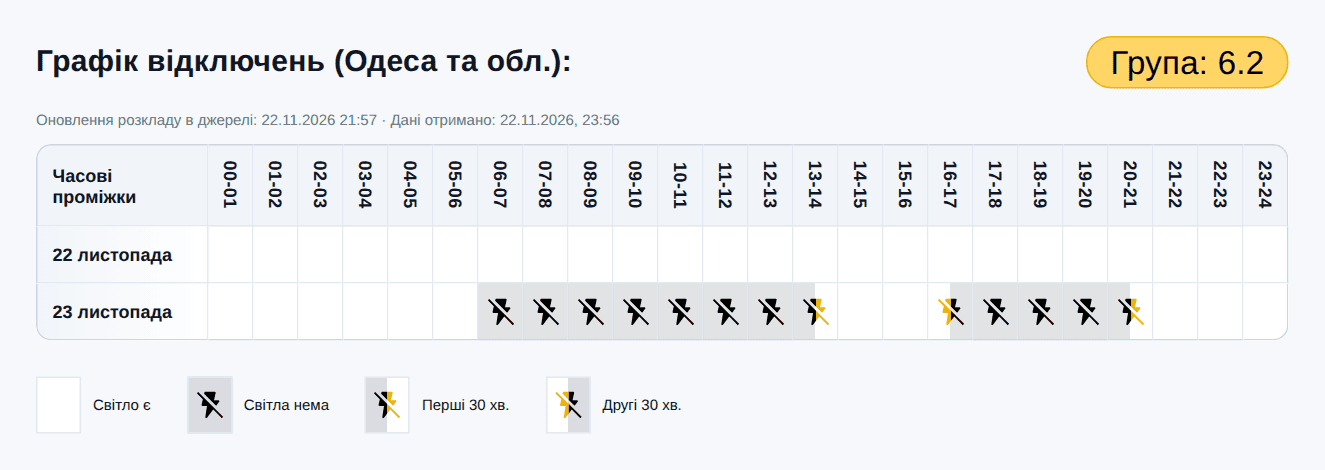 Графік відключень (Одеса та обл.):
Група: 6.2
Оновлення розкладу в джерелі: 22.11.2026 21:57 · Дані отримано: 22.11.2026, 23:56
Часові
проміжки
00-01
01-02
02-03
03-04
04-05
05-06
06-07
07-08
08-09
09-10
10-11
11-12
12-13
13-14
14-15
15-16
16-17
17-18
18-19
19-20
20-21
21-22
22-23
23-24
22 листопада
23 листопада
Світло є
Світла нема
Перші 30 хв.
Другі 30 хв.